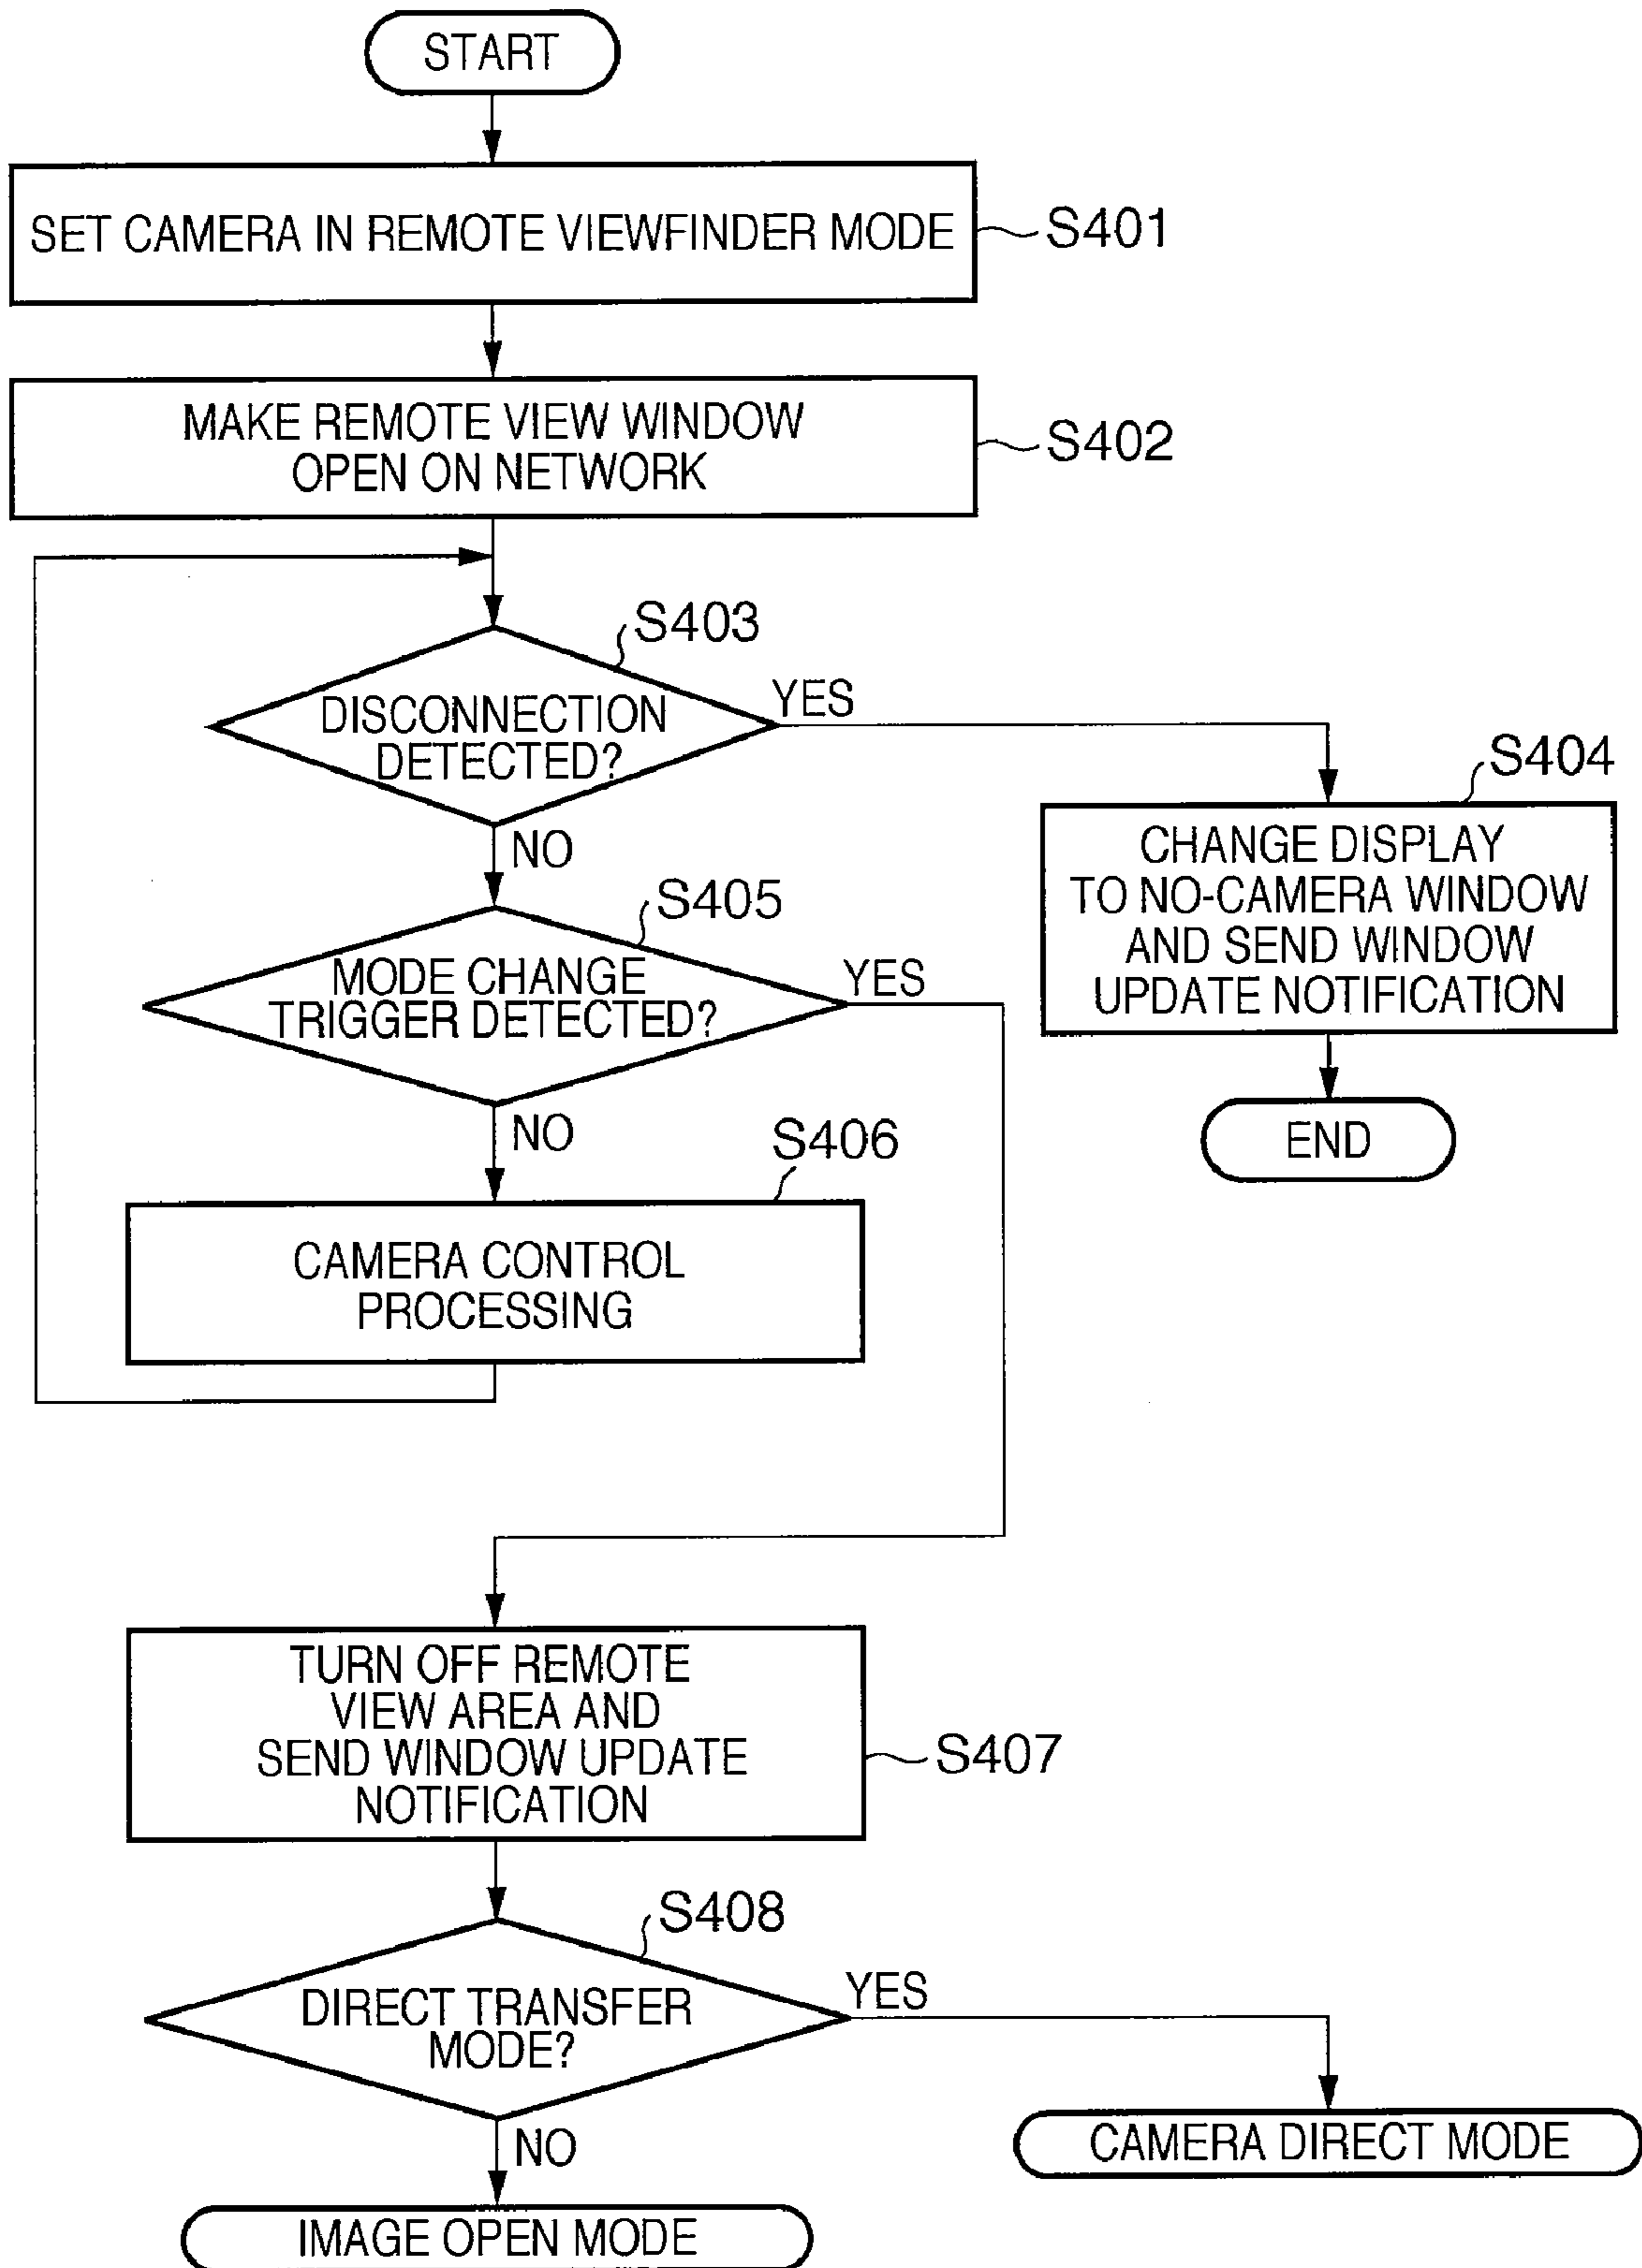 START
SET CAMERA IN REMOTE VIEWFINDER MODE
S401
MAKE REMOTE VIEW WINDOW
OPEN ON NETWORK
S402
S403
DISCONNECTION
DETECTED?
YES
NO
S404
CHANGE DISPLAY
TO NO-CAMERA WINDOW
AND SEND WINDOW
UPDATE NOTIFICATION
END
S405
MODE CHANGE
TRIGGER DETECTED?
YES
NO
S406
CAMERA CONTROL
PROCESSING
TURN OFF REMOTE
VIEW AREA AND
SEND WINDOW UPDATE
NOTIFICATION
S407
S408
DIRECT TRANSFER
MODE?
YES
NO
CAMERA DIRECT MODE
IMAGE OPEN MODE